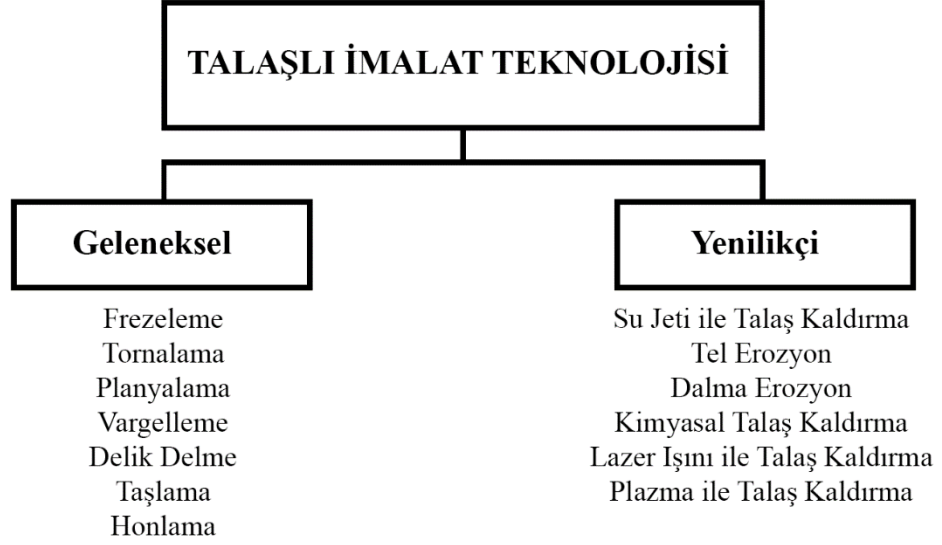 TALAŞLI İMALAT TEKNOLOJİSİ
Geleneksel
Frezeleme
Tornalama
Planyalama
Vargelleme
Delik Delme
Taşlama
Honlama
Yenilikçi
Su Jeti ile Talaş Kaldırma
Tel Erozyon
Dalma Erozyon
Kimyasal Talaş Kaldırma
Lazer Işını ile Talaş Kaldırma
Plazma ile Talaş Kaldırma